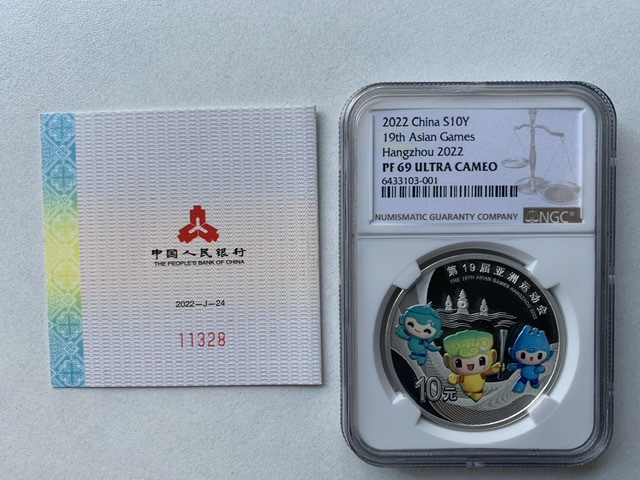 中国人民银行
THE PEOPLE'S BANK OF CHINA
2022-J-24
11328
2022 China S10Y
19th Asian Games
Hangzhou 2022
PF 69 ULTRA CAMEO
6433103-001
NUMISMATIC GUARANTY COMPANY
NGC
第19届亚洲运动会
THE 19TH ASIAN GAMES HANGZHOU 2022
10元